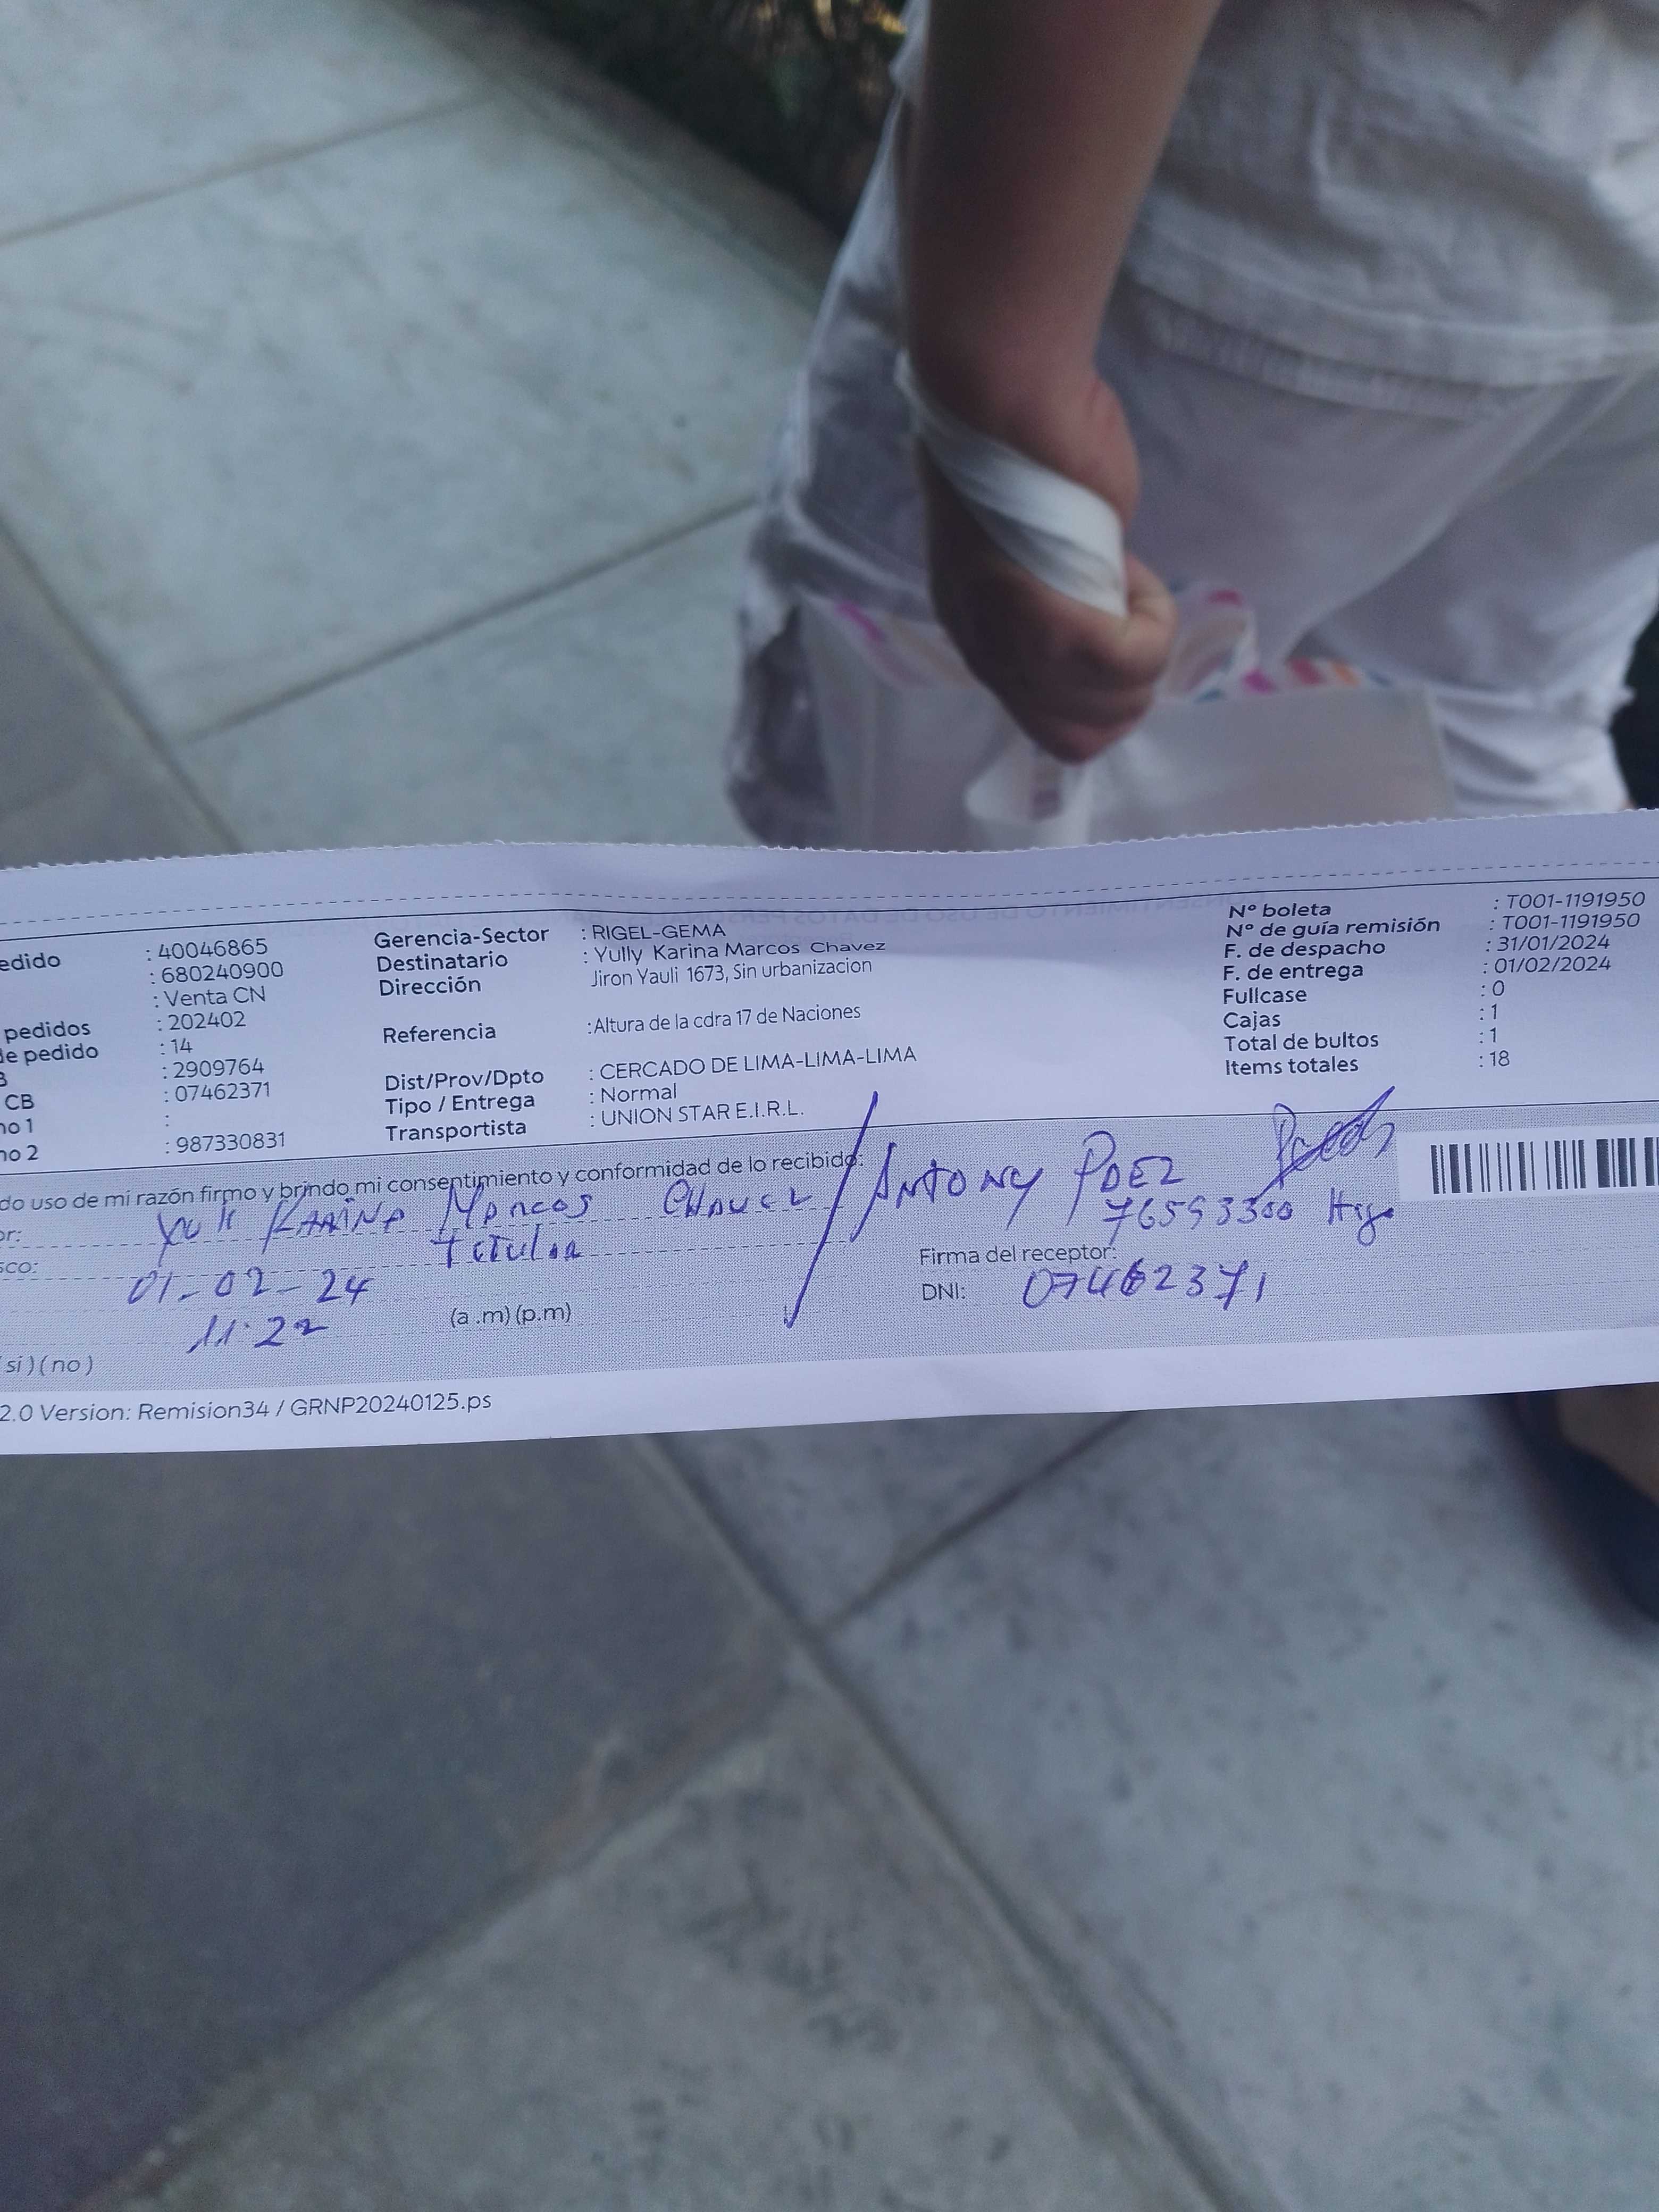 edido : 40046865
: 680240900
: Venta CN
pedidos : 202402
de pedido : 14
: 2909764
CB : 07462371
no 1 :
no 2 : 987330831
Gerencia-Sector : RIGEL-GEMA
Destinatario : Yully Karina Marcos Chavez
Dirección Jiron Yauli 1673, Sin urbanizacion
Referencia :Altura de la cdra 17 de Naciones
Dist/Prov/Dpto : CERCADO DE LIMA-LIMA-LIMA
Tipo / Entrega : Normal
Transportista : UNION STAR E.I.R.L.
N° boleta : T001-1191950
N° de guía remisión : T001-1191950
F. de despacho : 31/01/2024
F. de entrega : 01/02/2024
Fullcase : 0
Cajas : 1
Total de bultos : 1
Items totales : 18
do uso de mi razón firmo y brindo mi consentimiento y conformidad de lo recibido:
or: Karina Marcos Chavez / Antony
Titular
sco:
01-02-24
11:22 (a .m) (p.m)
Firma del receptor:
DNI: 07462371
si ) ( no )
2.0 Version: Remision34 / GRNP20240125.ps